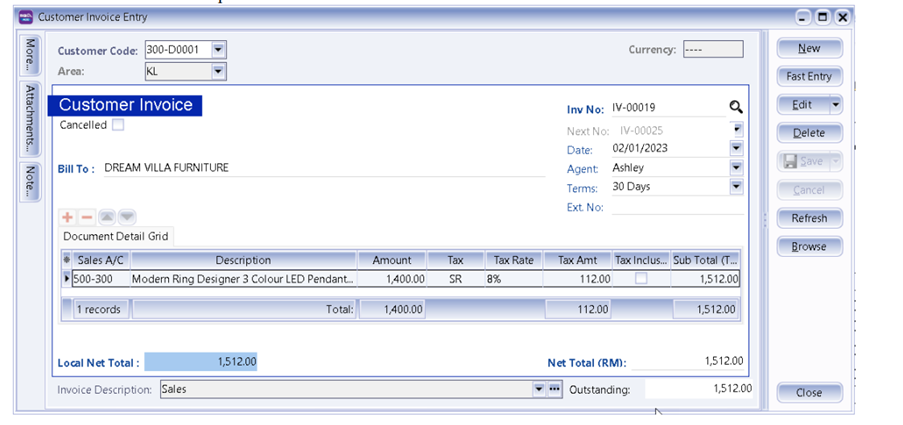 Customer Invoice Entry
More...
Attachments...
Note...
Customer Code: 300-D0001
Currency: ----
Area: KL
Customer Invoice
Cancelled
Inv No: IV-00019
Next No: IV-00025
Date: 02/01/2023
Bill To : DREAM VILLA FURNITURE
Agent: Ashley
Terms: 30 Days
Ext. No:
Document Detail Grid
Sales A/C Description Amount Tax Tax Rate Tax Amt Tax Inclus... Sub Total (T...
500-300 Modern Ring Designer 3 Colour LED Pendant... 1,400.00 SR 8% 112.00 1,512.00
1 records Total: 1,400.00 112.00 1,512.00
Local Net Total : 1,512.00
Net Total (RM): 1,512.00
Invoice Description: Sales
Outstanding: 1,512.00
New
Fast Entry
Edit
Delete
Save
Cancel
Refresh
Browse
Close